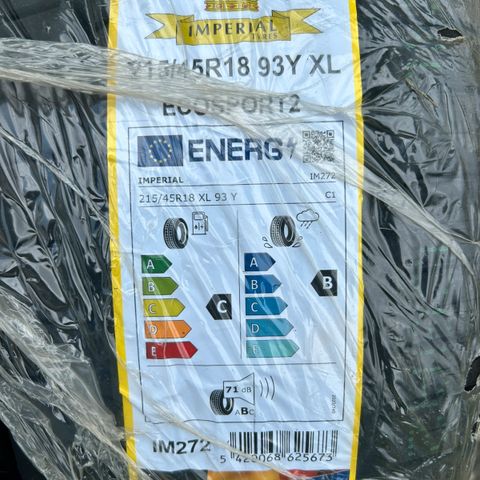 IMPERIAL
TYRES
215/45R18 93Y XL
ECOSPORT2
ENERG
IMPERIAL IM272
215/45R18 XL 93 Y C1
A A
B B
C C C B
D D
E
71 dB
ABC
IM272
5 420068 625673